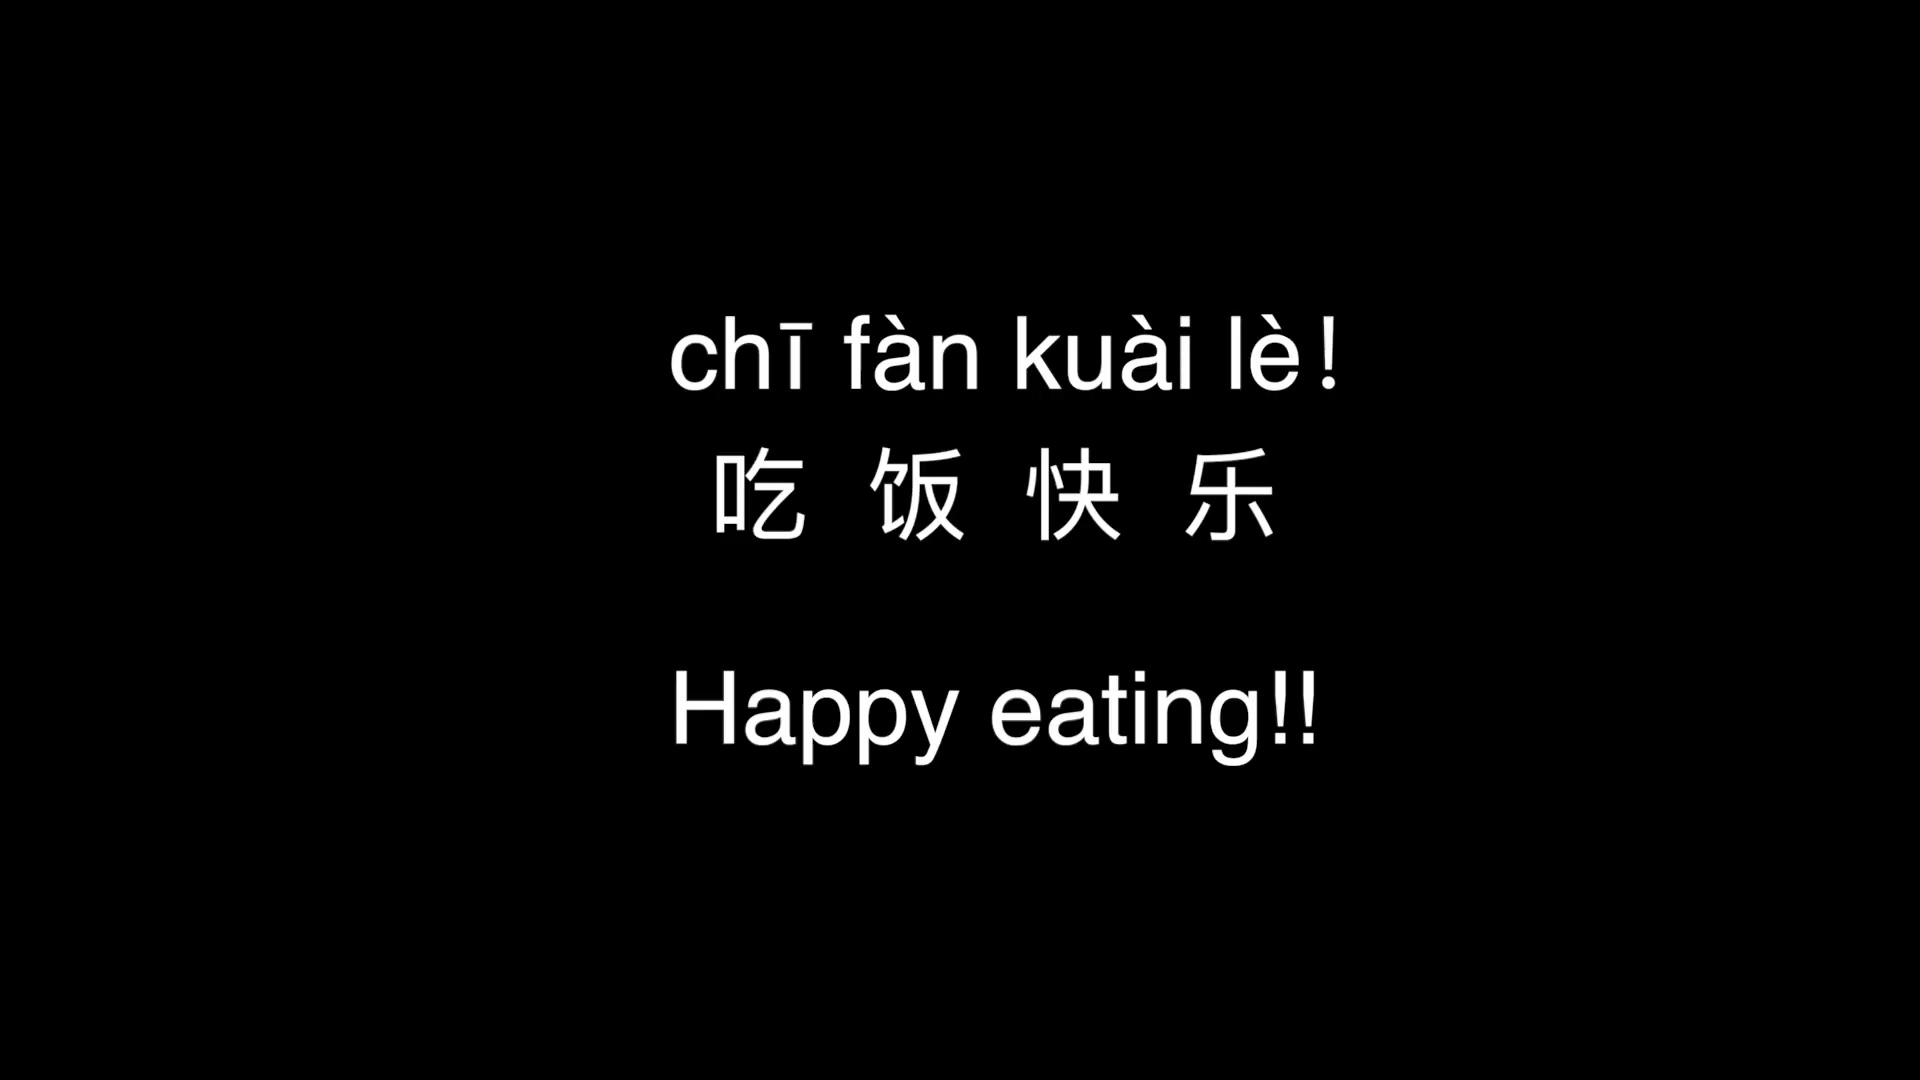 chī fàn kuài lè!
吃 饭 快 乐
Happy eating!!